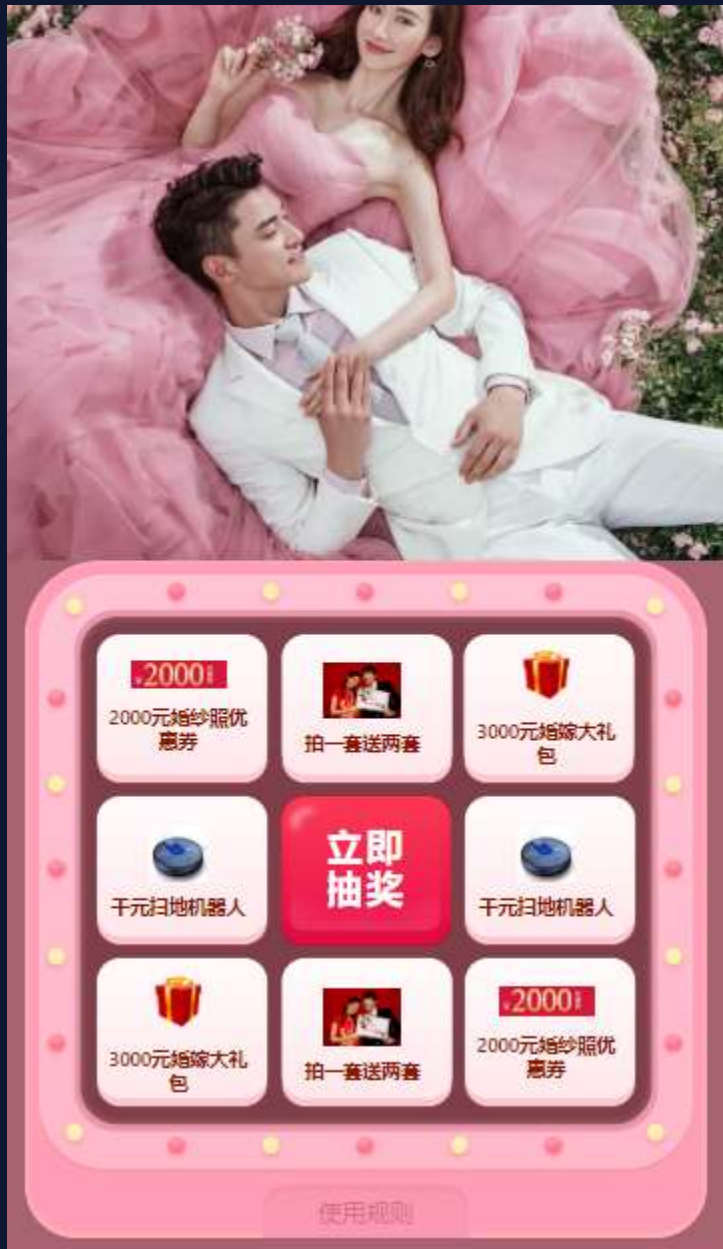 2000
2000元婚纱照优
惠券
拍一套送两套
3000元婚嫁大礼
包
千元扫地机器人
立即
抽奖
千元扫地机器人
3000元婚嫁大礼
包
拍一套送两套
2000
2000元婚纱照优
惠券
使用规则